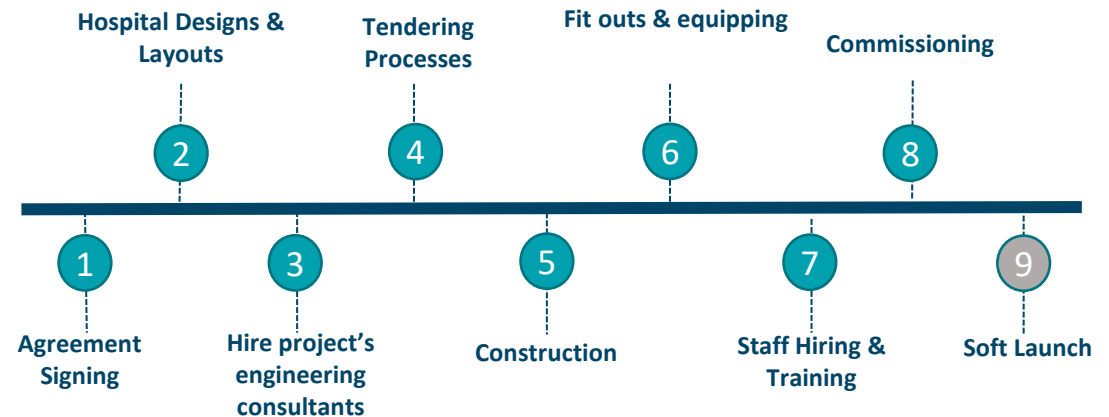 Hospital Designs &
Layouts
Tendering
Processes
Fit outs & equipping
Commissioning
2
4
6
8
1
3
5
7
9
Agreement
Signing
Hire project’s
engineering
consultants
Construction
Staff Hiring &
Training
Soft Launch